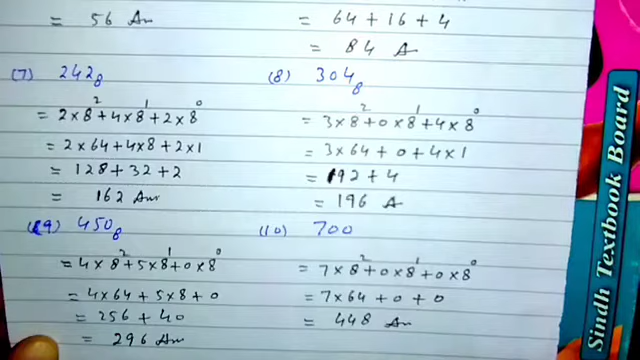 = 56 Ans
= 64 + 16 + 4
= 84 A
(7) 242₈
= 2×8² + 4×8¹ + 2×8⁰
= 2×64 + 4×8 + 2×1
= 128 + 32 + 2
= 162 Ans
(8) 304₈
= 3×8² + 0×8¹ + 4×8⁰
= 3×64 + 0 + 4×1
= 192 + 4
= 196 A
(9) 450₈
= 4×8² + 5×8¹ + 0×8⁰
= 4×64 + 5×8 + 0
= 256 + 40
= 296 Ans
(10) 700
= 7×8² + 0×8¹ + 0×8⁰
= 7×64 + 0 + 0
= 448 An
Sindh Textbook Board